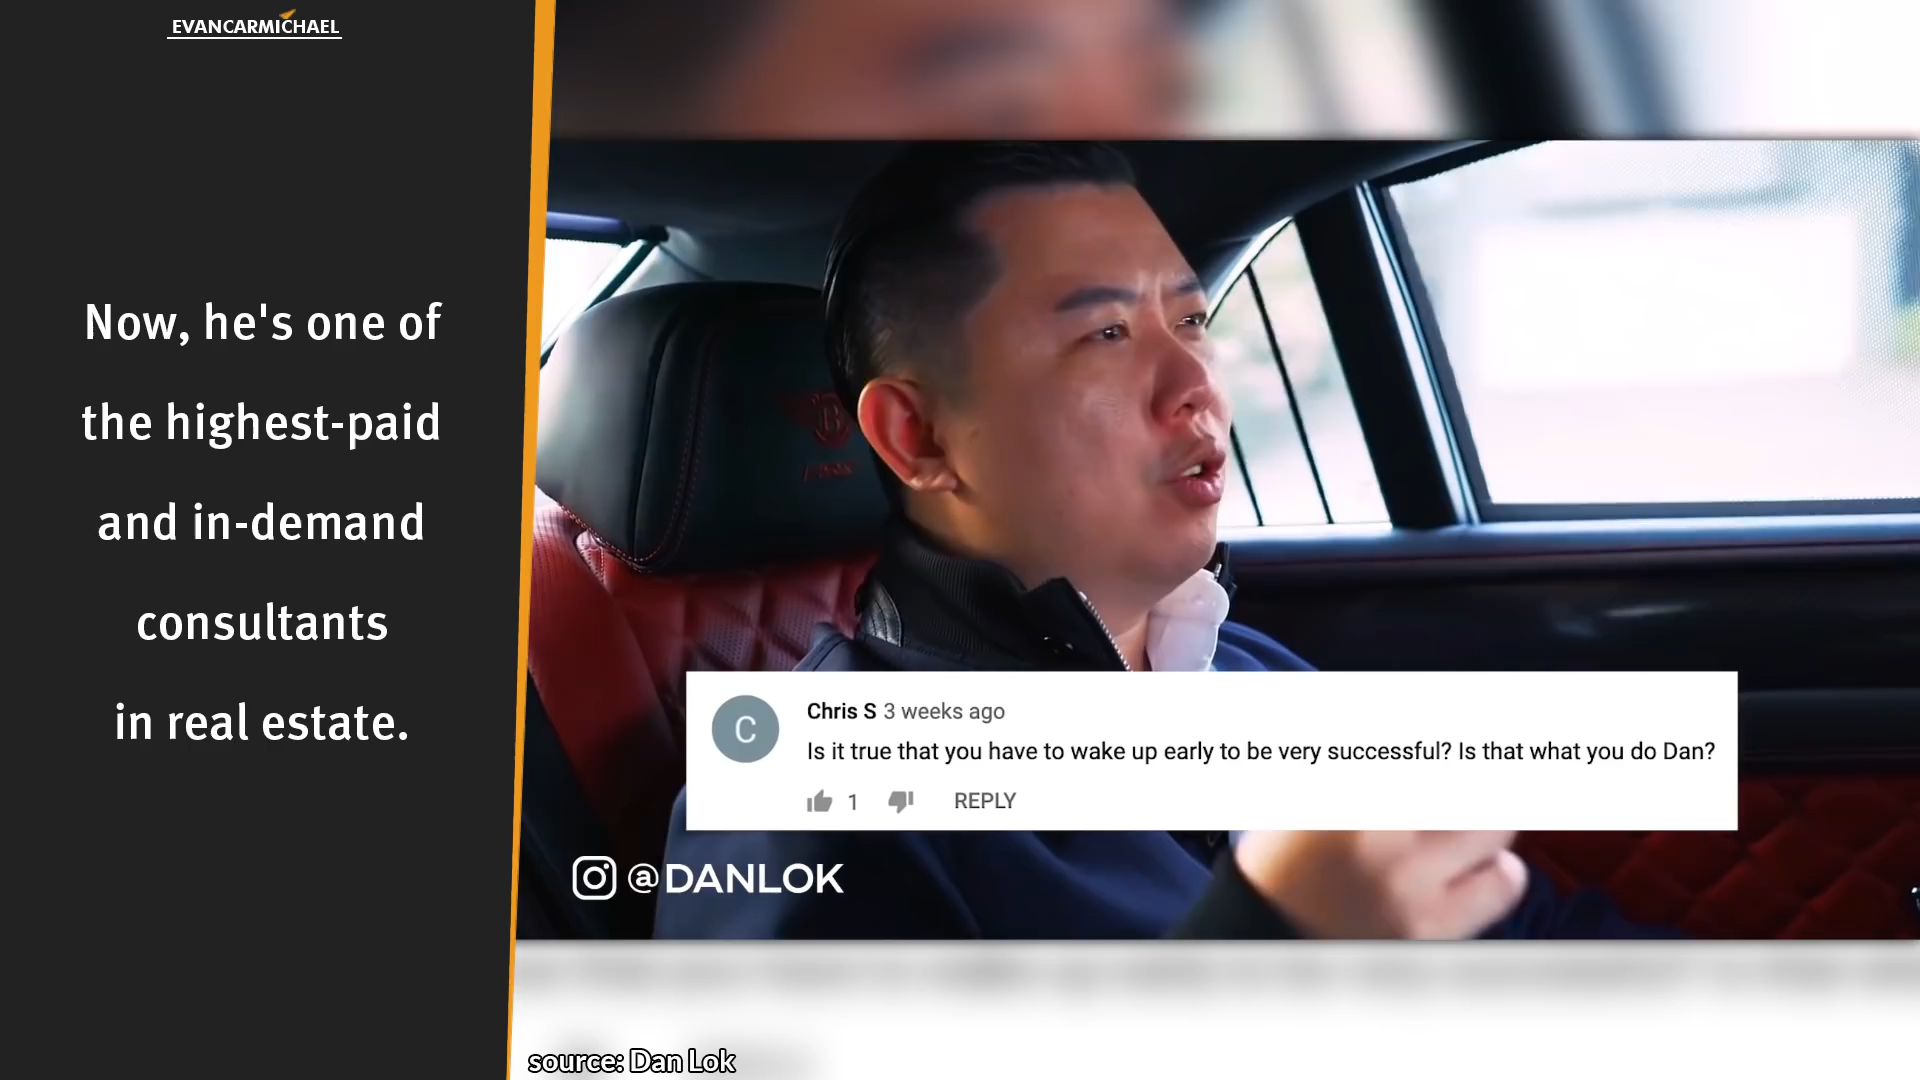 EVANCARMICHAEL
Now, he's one of
the highest-paid
and in-demand
consultants
in real estate.
Chris S 3 weeks ago
Is it true that you have to wake up early to be very successful? Is that what you do Dan?
1 REPLY
@DANLOK
source: Dan Lok